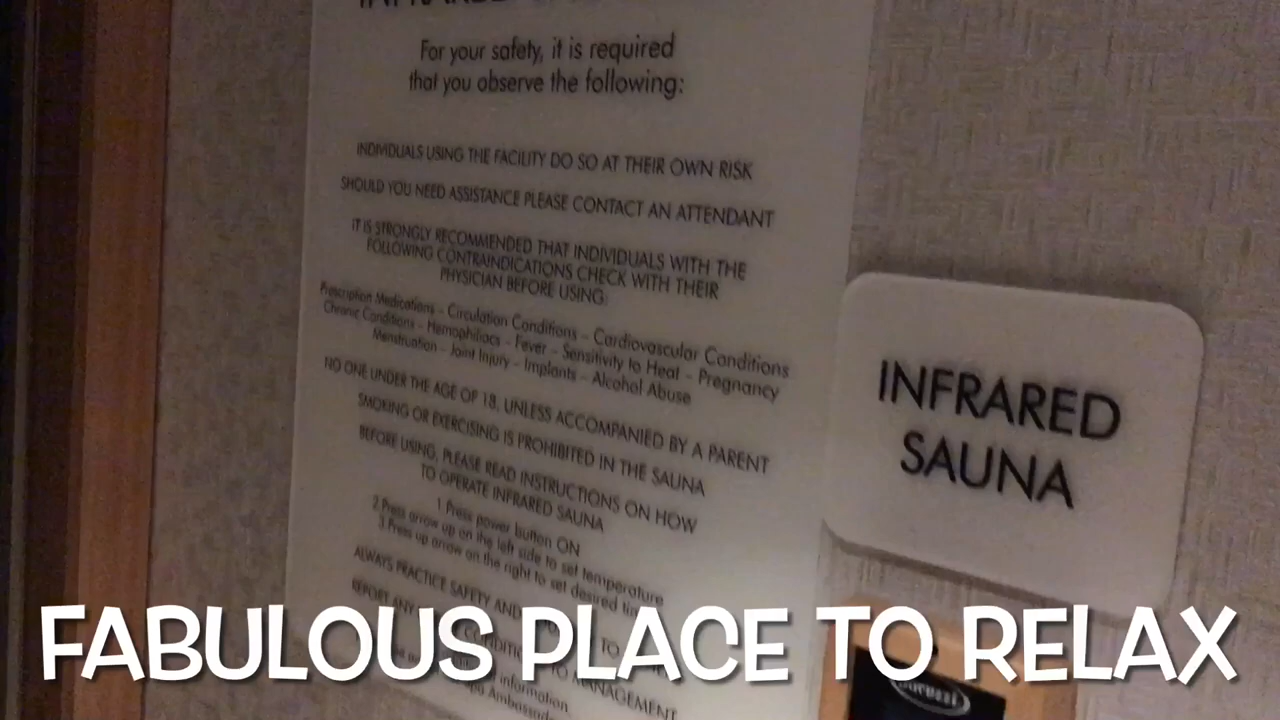 For your safety, it is required
that you observe the following:
INDIVIDUALS USING THE FACILITY DO SO AT THEIR OWN RISK
SHOULD YOU NEED ASSISTANCE PLEASE CONTACT AN ATTENDANT
IT IS STRONGLY RECOMMENDED THAT INDIVIDUALS WITH THE
FOLLOWING CONTRAINDICATIONS CHECK WITH THEIR
PHYSICIAN BEFORE USING:
Prescription Medications - Circulation Conditions - Cardiovascular Conditions
Chronic Conditions - Hemophiliacs - Fever - Sensitivity to Heat - Pregnancy
Menstruation - Joint Injury - Implants - Alcohol Abuse
NO ONE UNDER THE AGE OF 18, UNLESS ACCOMPANIED BY A PARENT
SMOKING OR EXERCISING IS PROHIBITED IN THE SAUNA
BEFORE USING, PLEASE READ INSTRUCTIONS ON HOW
TO OPERATE INFRARED SAUNA
1.Press power button ON
2.Press arrow up on the left side to set temperature
3.Press up arrow on the right to set desired
ALWAYS PRACTICE SAFETY AND TO
REPORT ANY TO MANAGEMENT
information
INFRARED
SAUNA
FABULOUS PLACE TO RELAX